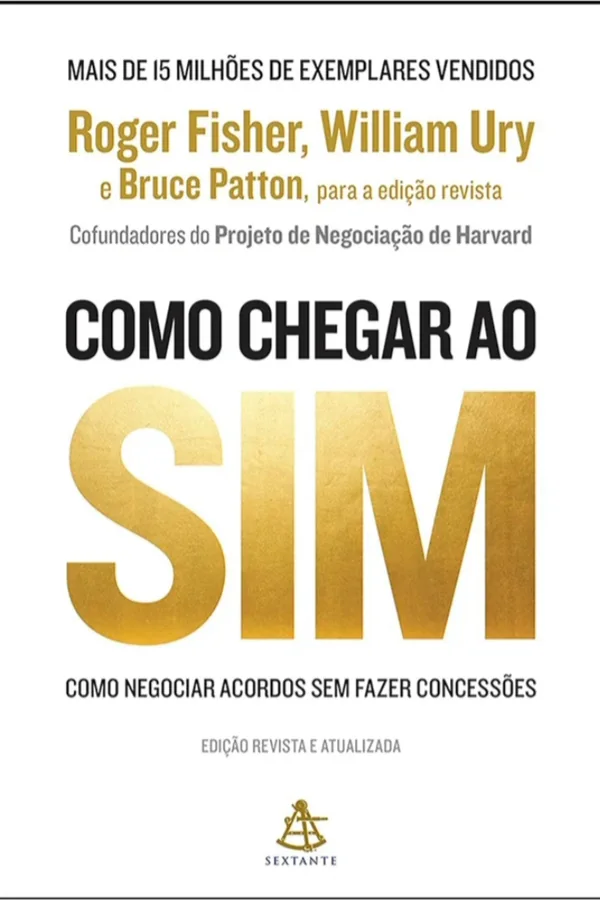 MAIS DE 15 MILHÕES DE EXEMPLARES VENDIDOS
Roger Fisher, William Ury
e Bruce Patton, para a edição revista
Cofundadores do Projeto de Negociação de Harvard
COMO CHEGAR AO
SIM
COMO NEGOCIAR ACORDOS SEM FAZER CONCESSÕES
EDIÇÃO REVISTA E ATUALIZADA
SEXTANTE